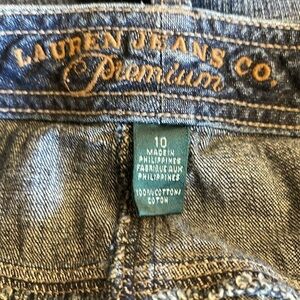 LAUREN JEANS CO.
Premium
10
MADE IN
PHILIPPINES
FABRIQUE AUX
PHILIPPINES
100% COTTON/
COTON